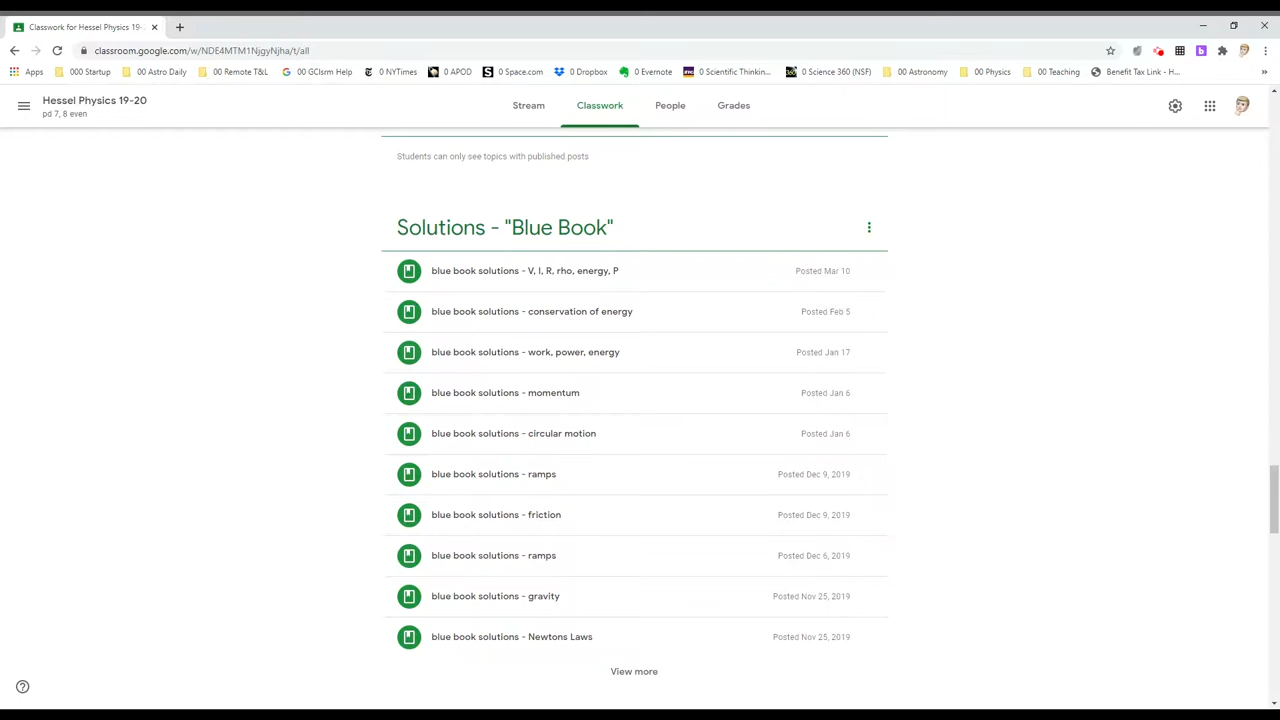 Classwork for Hessel Physics 19-
classroom.google.com/w/NDE4MTM1NjgyNjha/t/all
Apps 000 Startup 00 Astro Daily 00 Remote T&L 00 GClsrm Help 0 NYTimes 0 APOD 0 Space.com 0 Dropbox 0 Evernote 0 Scientific Thinkin... 0 Science 360 (NSF) 00 Astronomy 00 Physics 00 Teaching Benefit Tax Link - H...
Hessel Physics 19-20
pd 7, 8 even
Stream Classwork People Grades
Students can only see topics with published posts
Solutions - "Blue Book"
blue book solutions - V, I, R, rho, energy, P Posted Mar 10
blue book solutions - conservation of energy Posted Feb 5
blue book solutions - work, power, energy Posted Jan 17
blue book solutions - momentum Posted Jan 6
blue book solutions - circular motion Posted Jan 6
blue book solutions - ramps Posted Dec 9, 2019
blue book solutions - friction Posted Dec 9, 2019
blue book solutions - ramps Posted Dec 6, 2019
blue book solutions - gravity Posted Nov 25, 2019
blue book solutions - Newtons Laws Posted Nov 25, 2019
View more